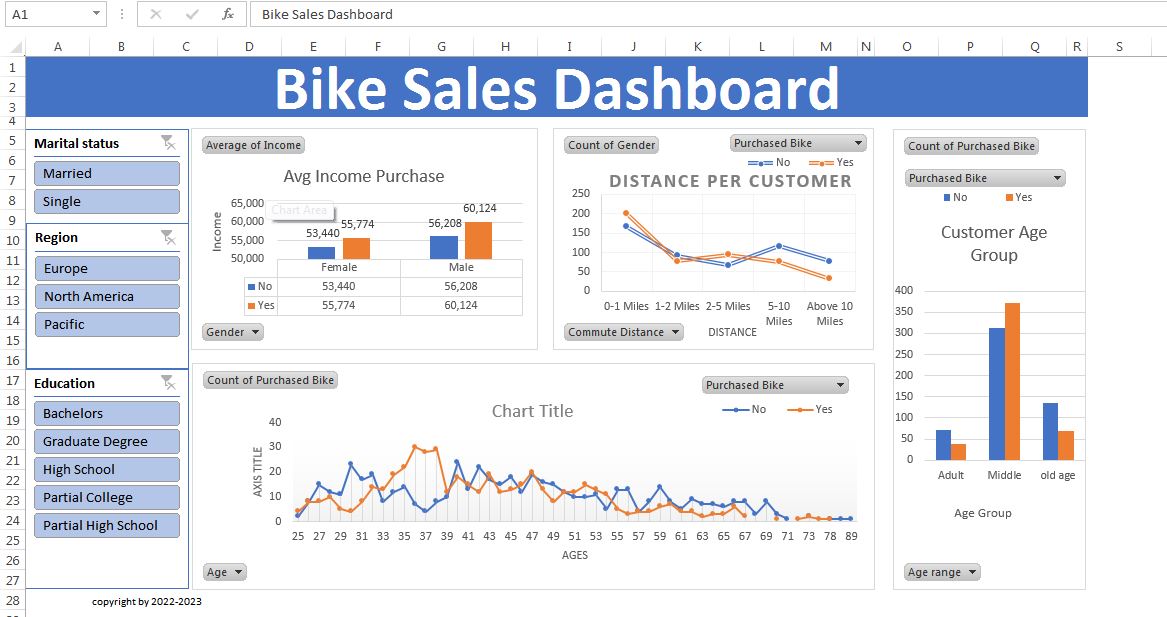 A1
fx
Bike Sales Dashboard
A B C D E F G H I J K L M N O P Q R S
1
2
3
4
5
6
7
8
9
10
11
12
13
14
15
16
17
18
19
20
21
22
23
24
25
26
27
28
Bike Sales Dashboard
Marital status
Married
Single
Region
Europe
North America
Pacific
Education
Bachelors
Graduate Degree
High School
Partial College
Partial High School
Average of Income
Avg Income Purchase
Chart Area
Income
65,000
60,000
55,000
50,000
53,440
55,774
56,208
60,124
Female Male
No 53,440 56,208
Yes 55,774 60,124
Gender
Count of Gender
Purchased Bike
No Yes
DISTANCE PER CUSTOMER
250
200
150
100
50
0
0-1 Miles 1-2 Miles 2-5 Miles 5-10 Above 10
Miles Miles
Commute Distance
DISTANCE
Count of Purchased Bike
Purchased Bike
No Yes
Customer Age
Group
400
350
300
250
200
150
100
50
0
Adult Middle old age
Age Group
Age range
Count of Purchased Bike
Purchased Bike
Chart Title
No Yes
AXIS TITLE
40
30
20
10
0
25 27 29 31 33 35 37 39 41 43 45 47 49 51 53 55 57 59 61 63 65 67 69 71 73 78 89
AGES
Age
copyright by 2022-2023